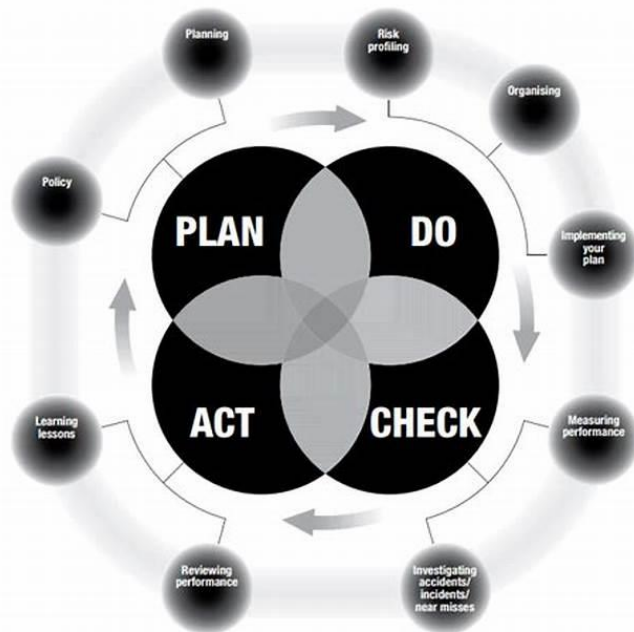 Planning
Risk
profiling
Organising
Policy
PLAN
DO
Implementing
your
plan
ACT
CHECK
Learning
lessons
Measuring
performance
Reviewing
performance
Investigating
accidents/
incidents/
near misses